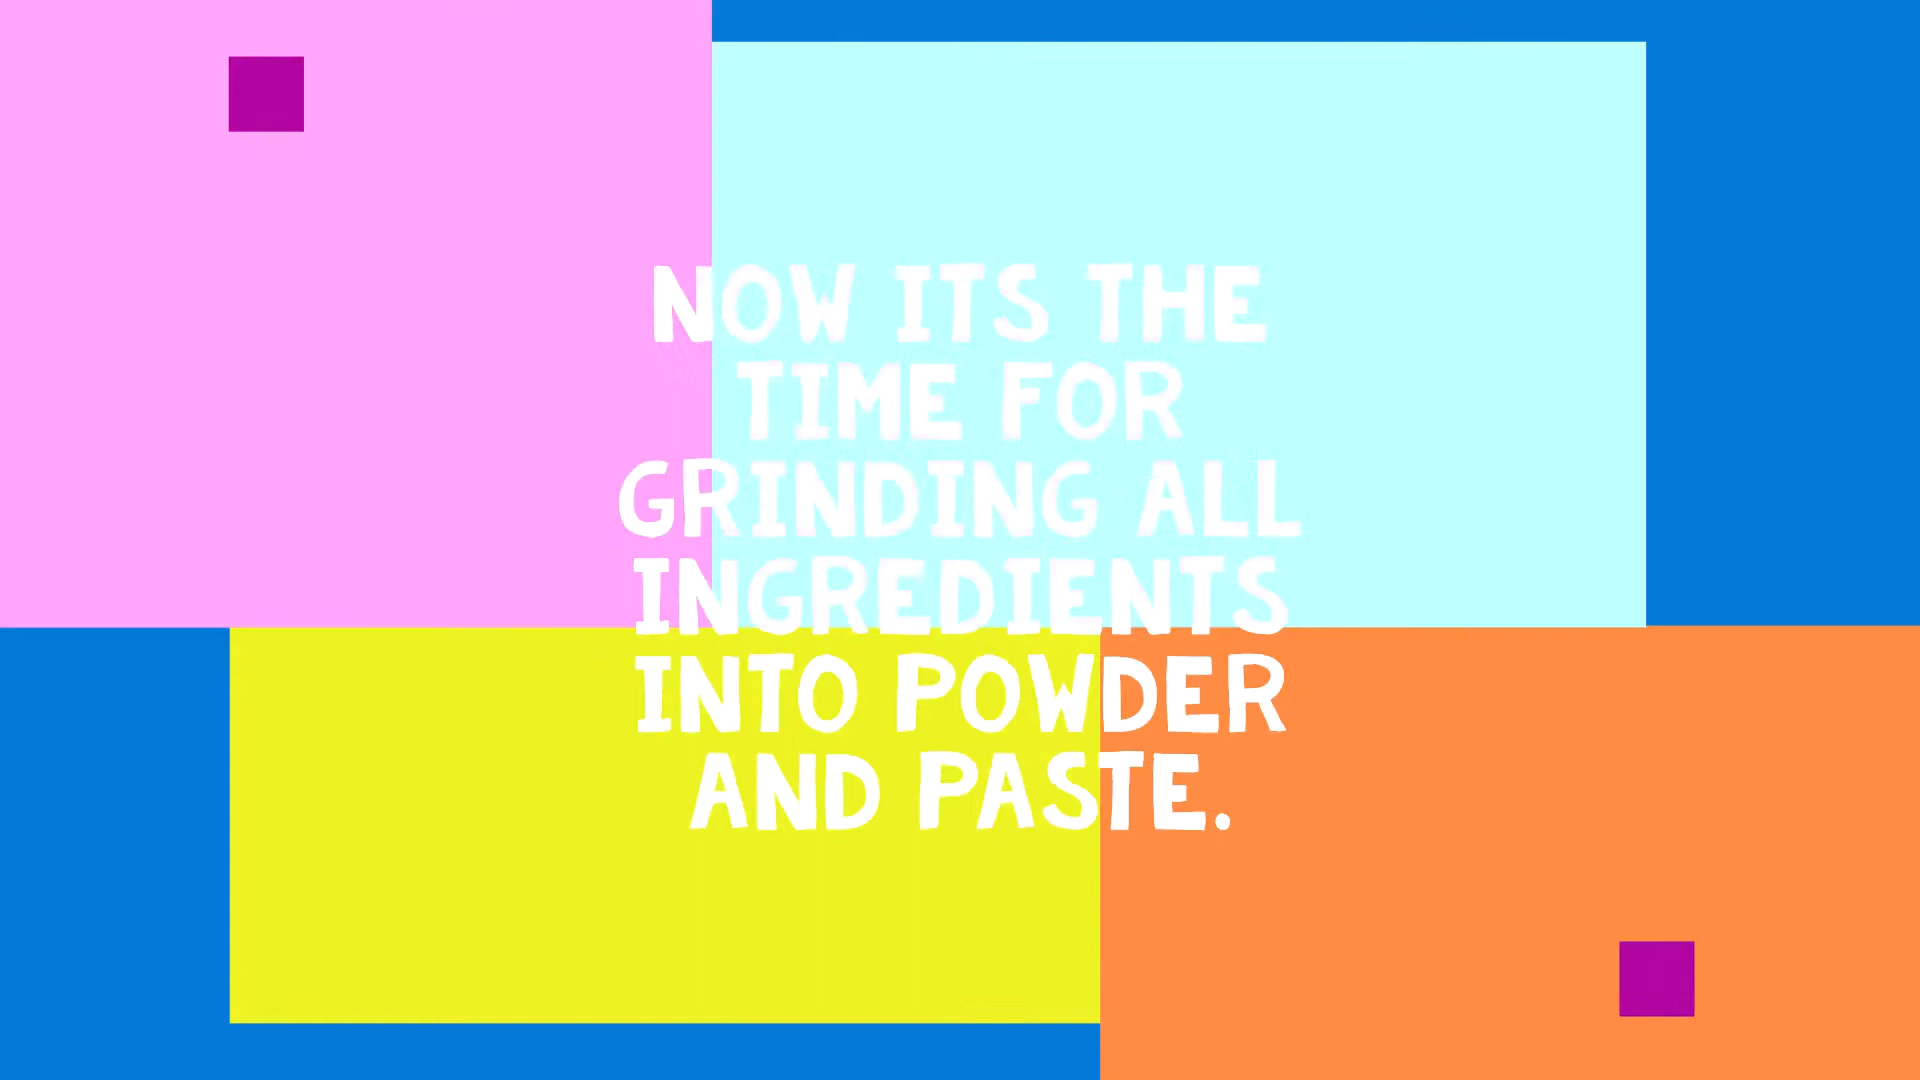 NOW ITS THE
TIME FOR
GRINDING ALL
INGREDIENTS
INTO POWDER
AND PASTE.